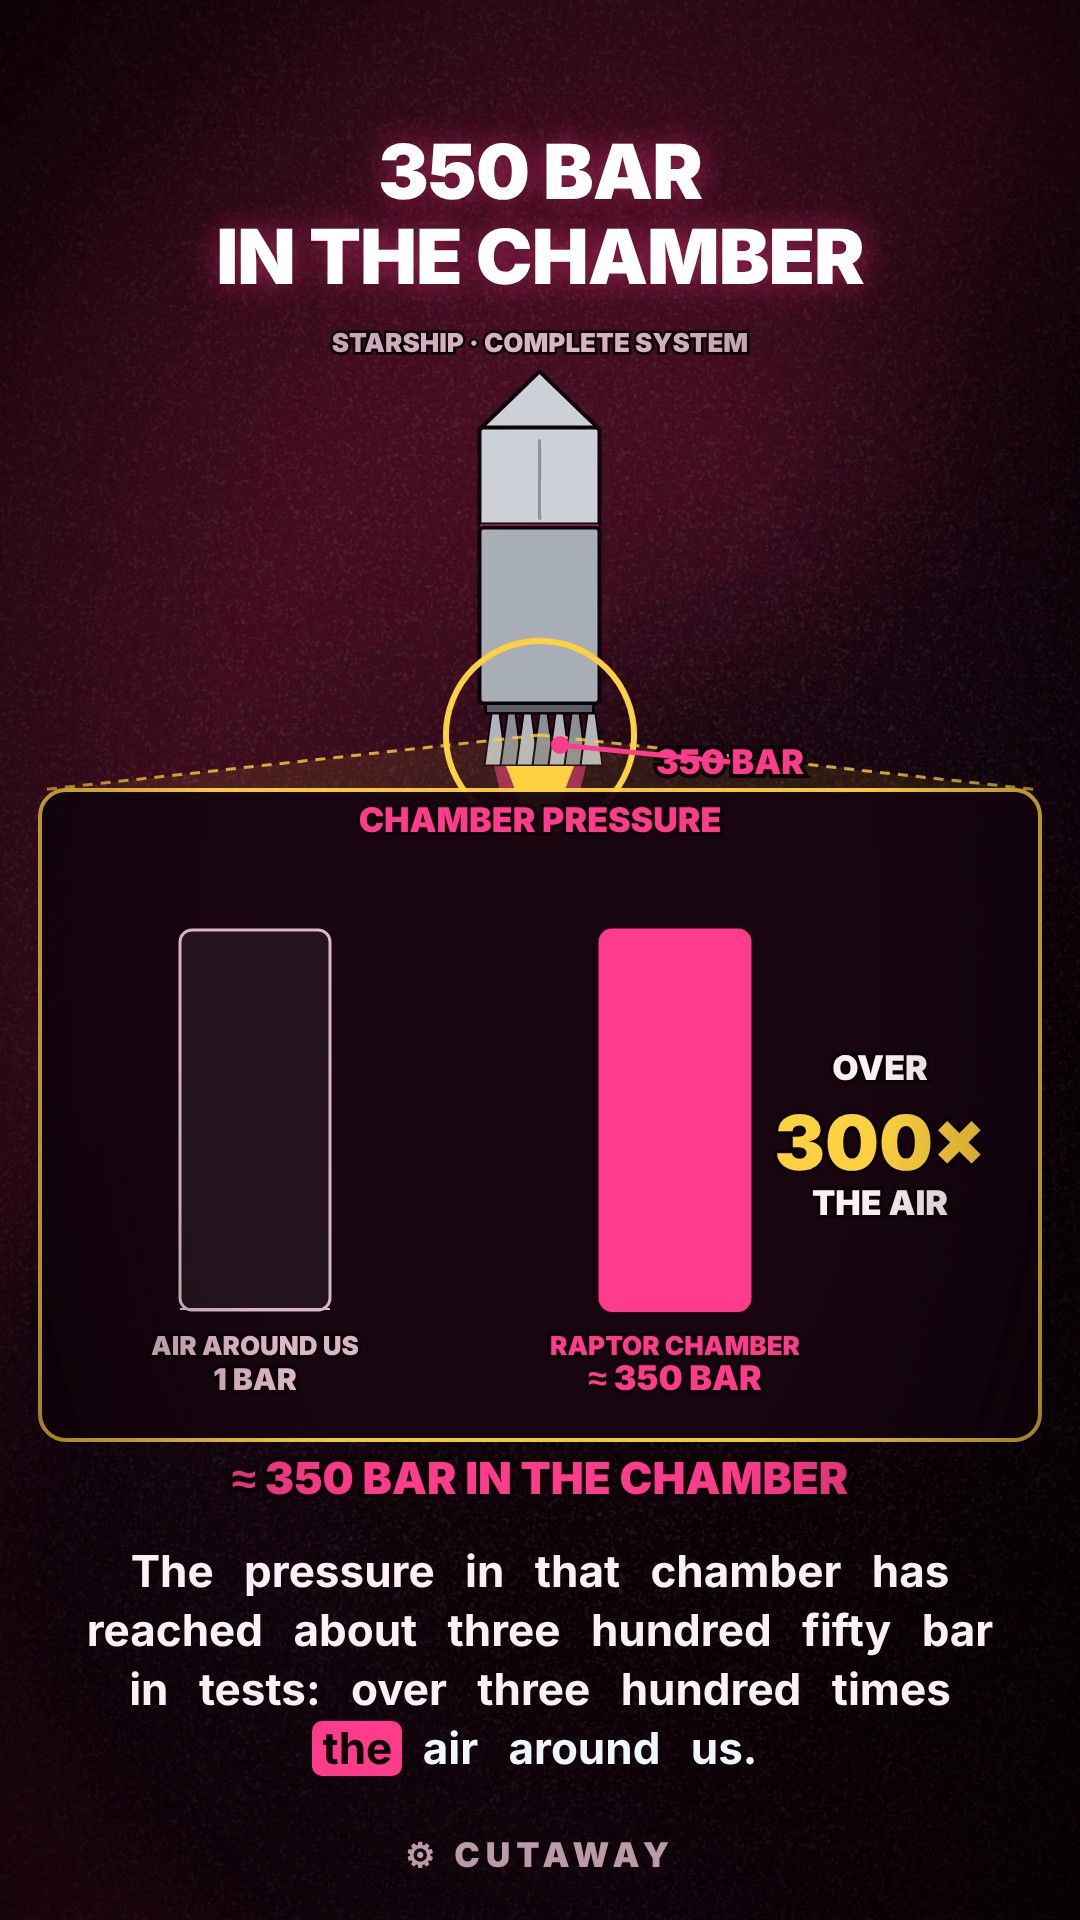 350 BAR
IN THE CHAMBER
STARSHIP · COMPLETE SYSTEM
350 BAR
CHAMBER PRESSURE
OVER
300×
THE AIR
AIR AROUND US
1 BAR
RAPTOR CHAMBER
≈ 350 BAR
≈ 350 BAR IN THE CHAMBER
The pressure in that chamber has
reached about three hundred fifty bar
in tests: over three hundred times
the air around us.
⚙ CUTAWAY